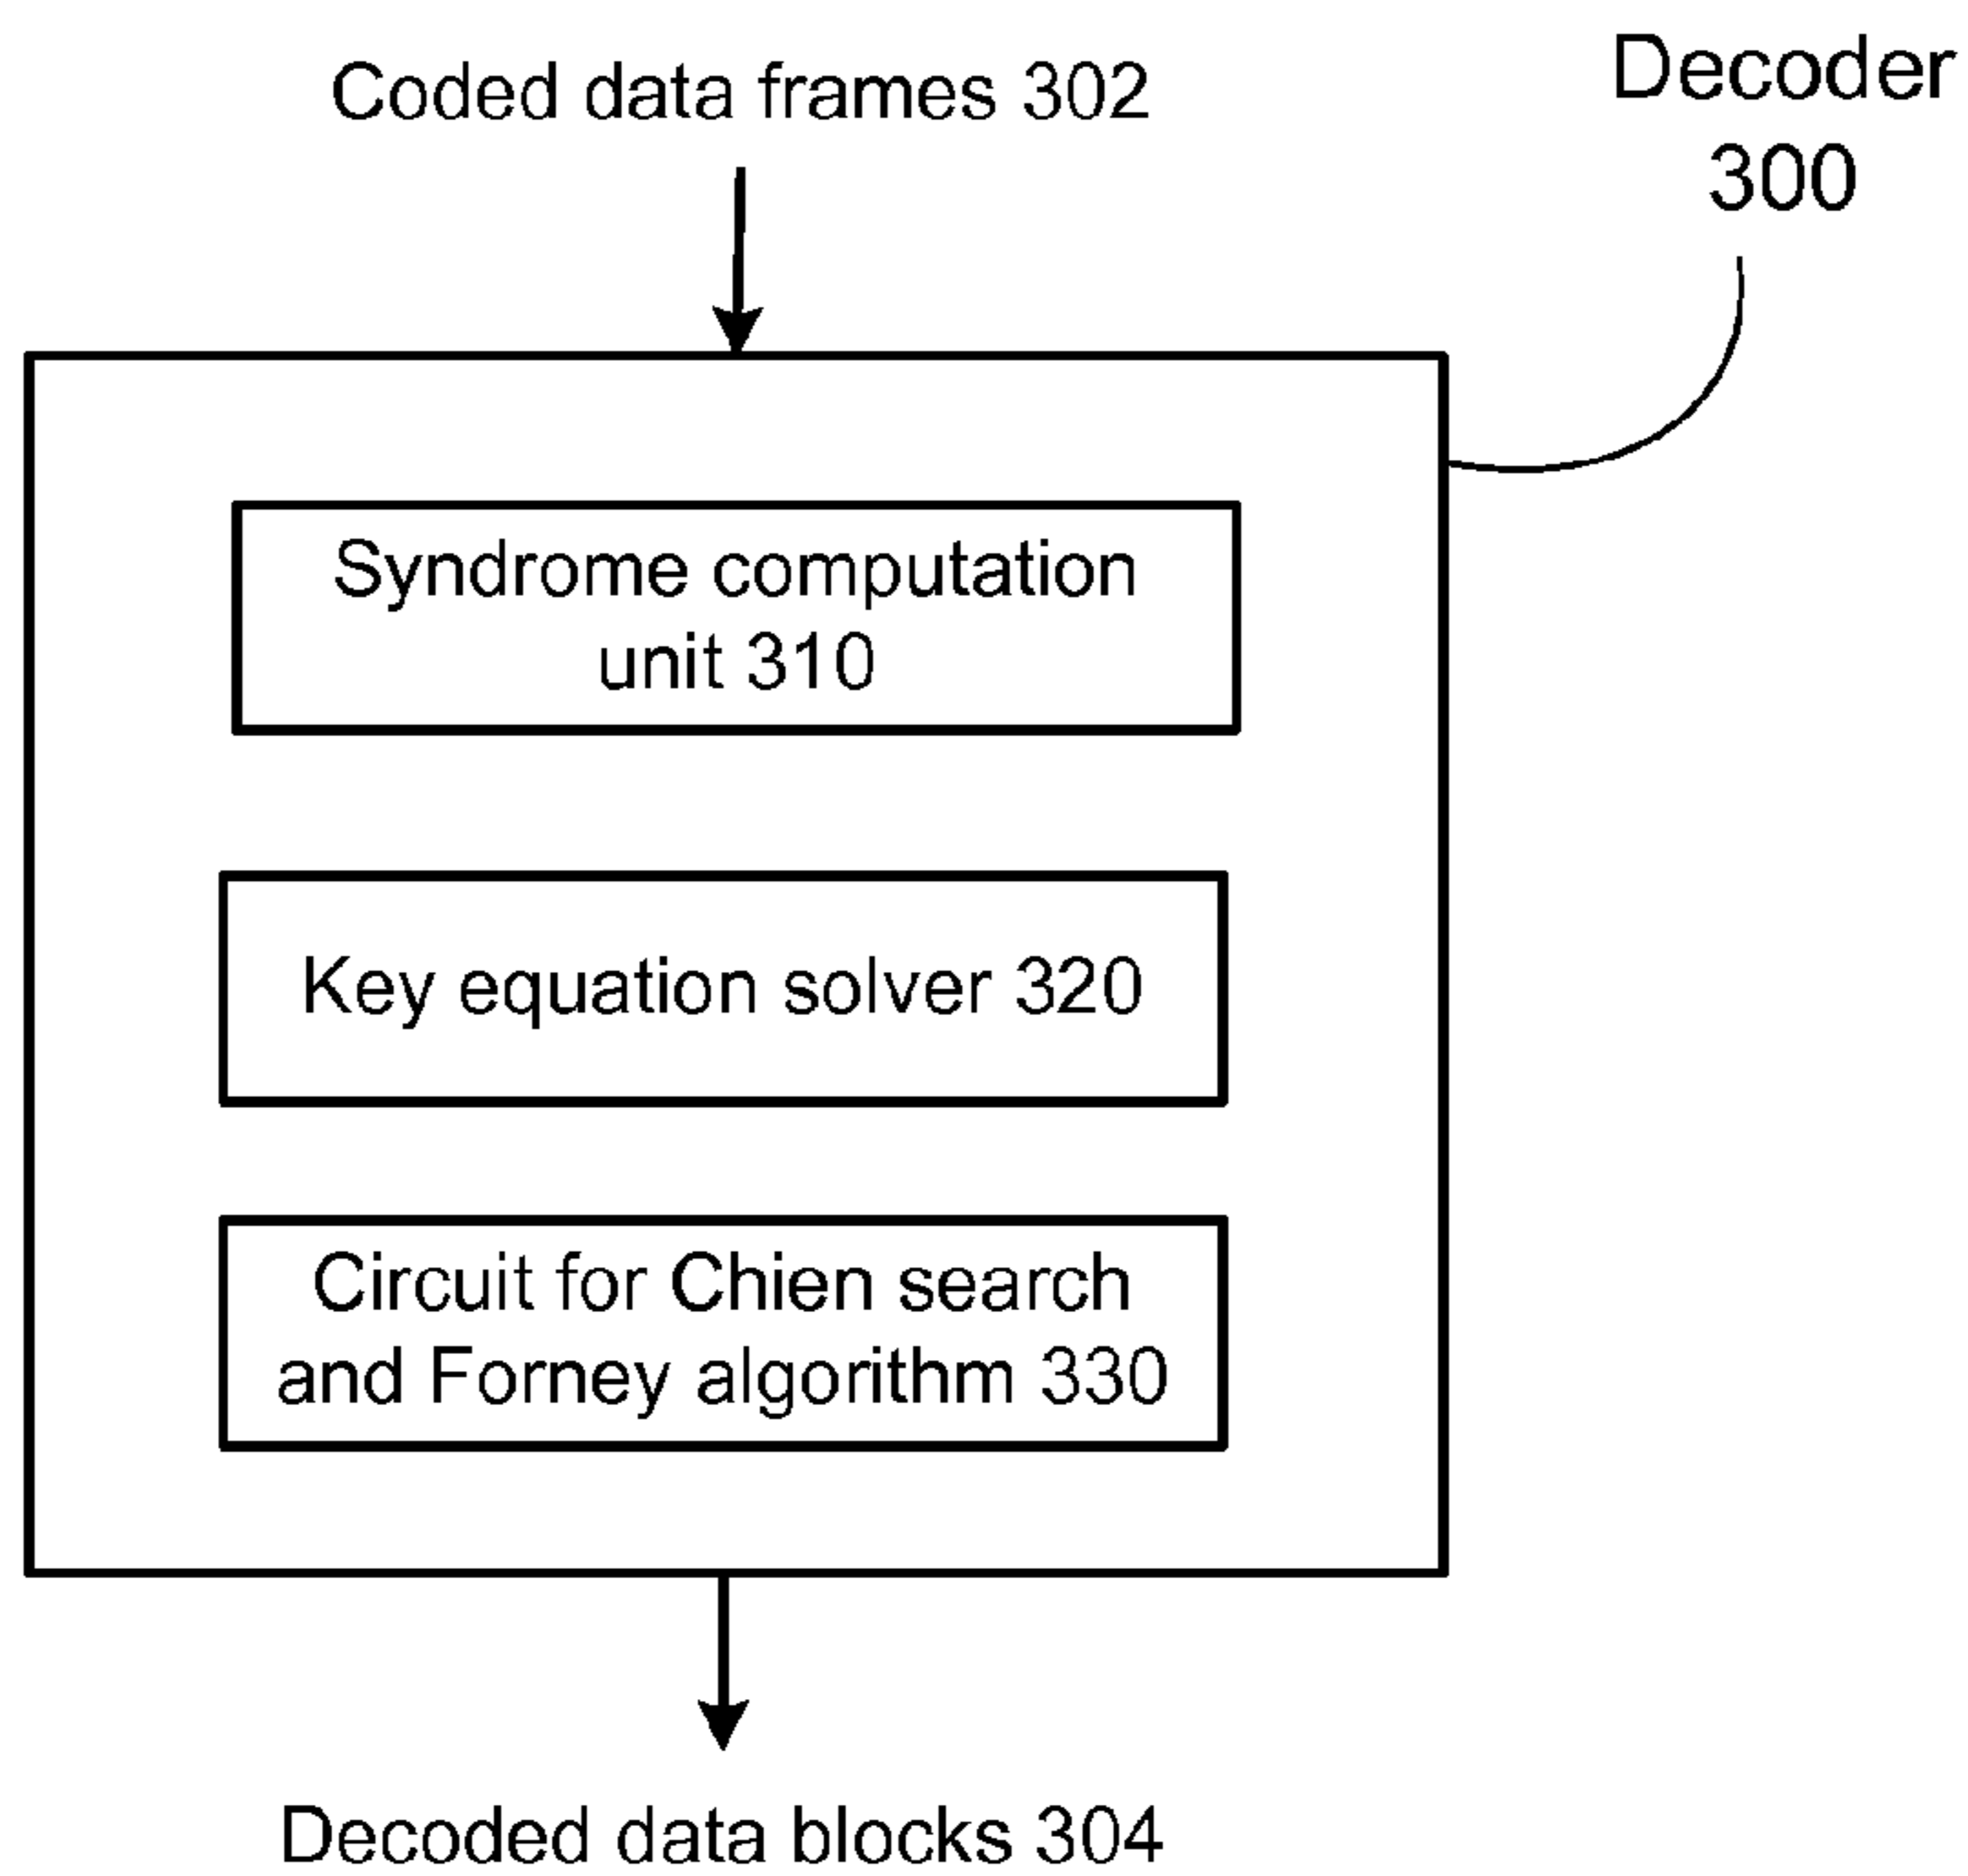 Coded data frames 302
Decoder
300
Syndrome computation
unit 310
Key equation solver 320
Circuit for Chien search
and Forney algorithm 330
Decoded data blocks 304